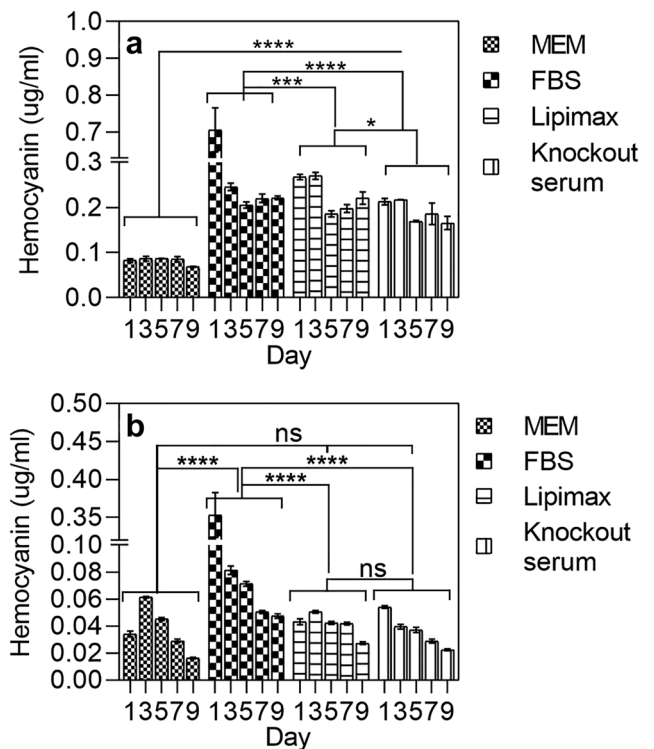 a
Hemocyanin (ug/ml)
1.0
0.9
0.8
0.7
0.3
0.2
0.1
0.0
****
****
***
*
13579 13579 13579 13579
Day
MEM
FBS
Lipimax
Knockout
serum
b
Hemocyanin (ug/ml)
0.50
0.45
0.40
0.35
0.10
0.08
0.06
0.04
0.02
0.00
ns
****
****
****
ns
13579 13579 13579 13579
Day
MEM
FBS
Lipimax
Knockout
serum